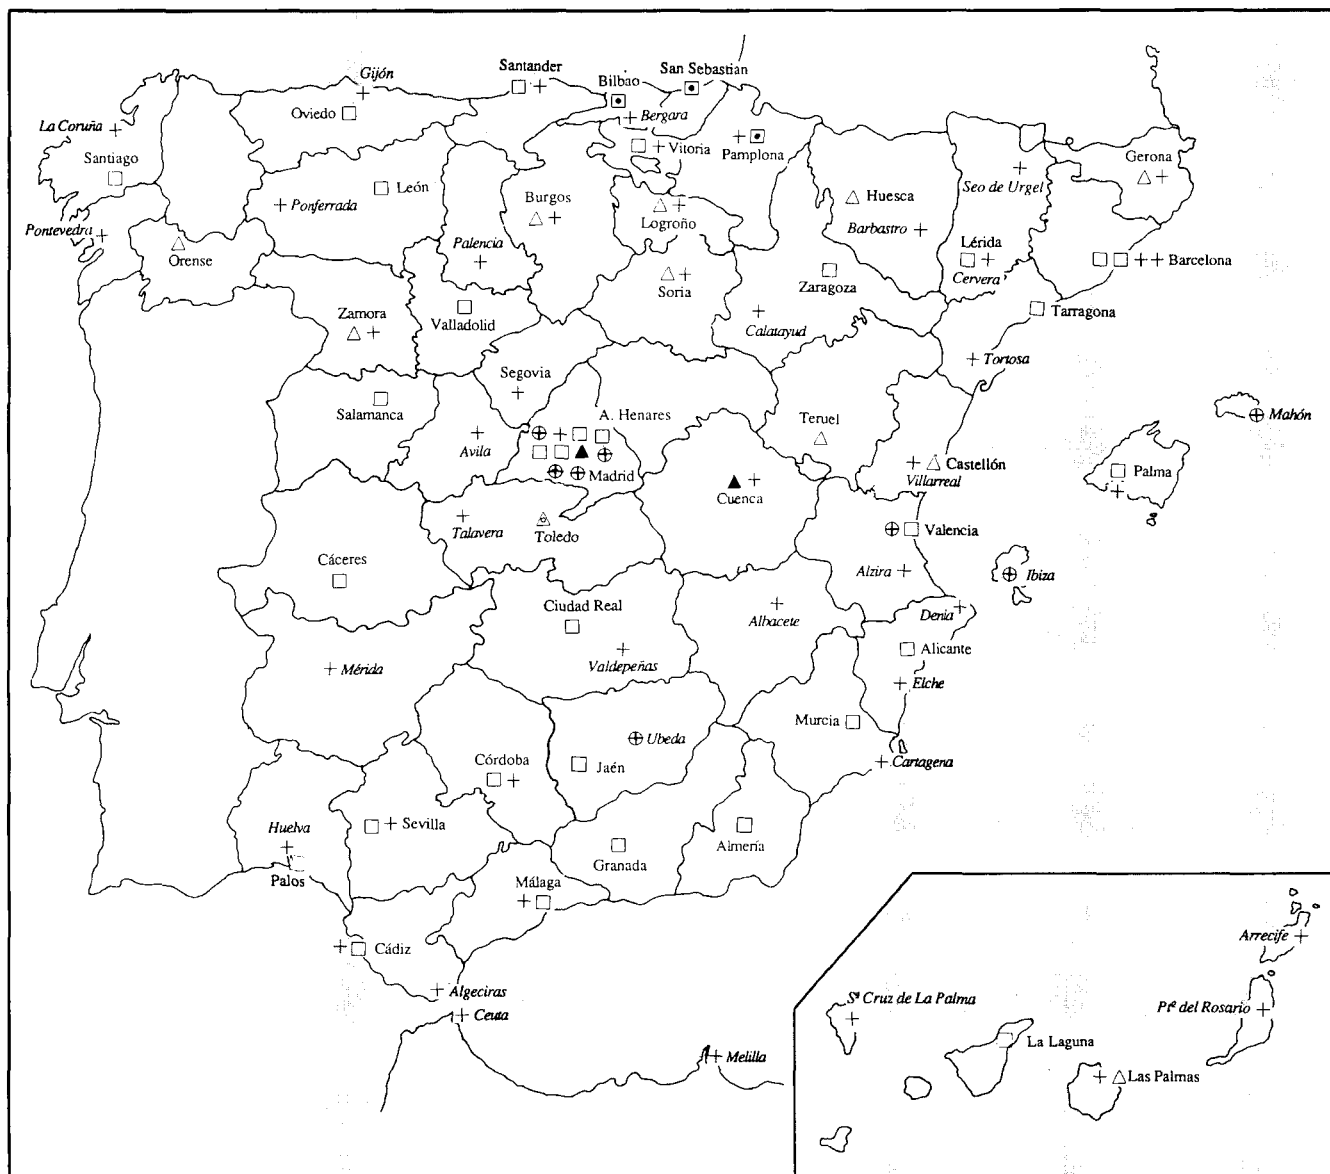 Gijón
Santander
Bilbao
San Sebastián
Oviedo
La Coruña
Bergara
Santiago
Vitoria
Pamplona
Gerona
Seo de Urgel
León
Ponferrada
Burgos
Logroño
Huesca
Barbastro
Pontevedra
Orense
Palencia
Lérida
Cervera
Barcelona
Soria
Zaragoza
Zamora
Valladolid
Calatayud
Tarragona
Tortosa
Segovia
Salamanca
A. Henares
Teruel
Mahón
Avila
Madrid
Castellón
Villarreal
Palma
Cuenca
Talavera
Toledo
Valencia
Cáceres
Alzira
Ibiza
Ciudad Real
Albacete
Denia
Mérida
Valdepeñas
Alicante
Elche
Murcia
Ubeda
Córdoba
Jaén
Cartagena
Huelva
Sevilla
Granada
Almería
Palos
Málaga
Cádiz
Arrecife
Algeciras
Sª Cruz de La Palma
Ptº del Rosario
Ceuta
La Laguna
Melilla
Las Palmas